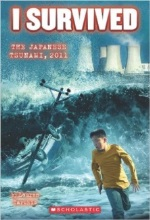 I SURVIVED
THE JAPANESE
TSUNAMI, 2011
SCHOLASTIC